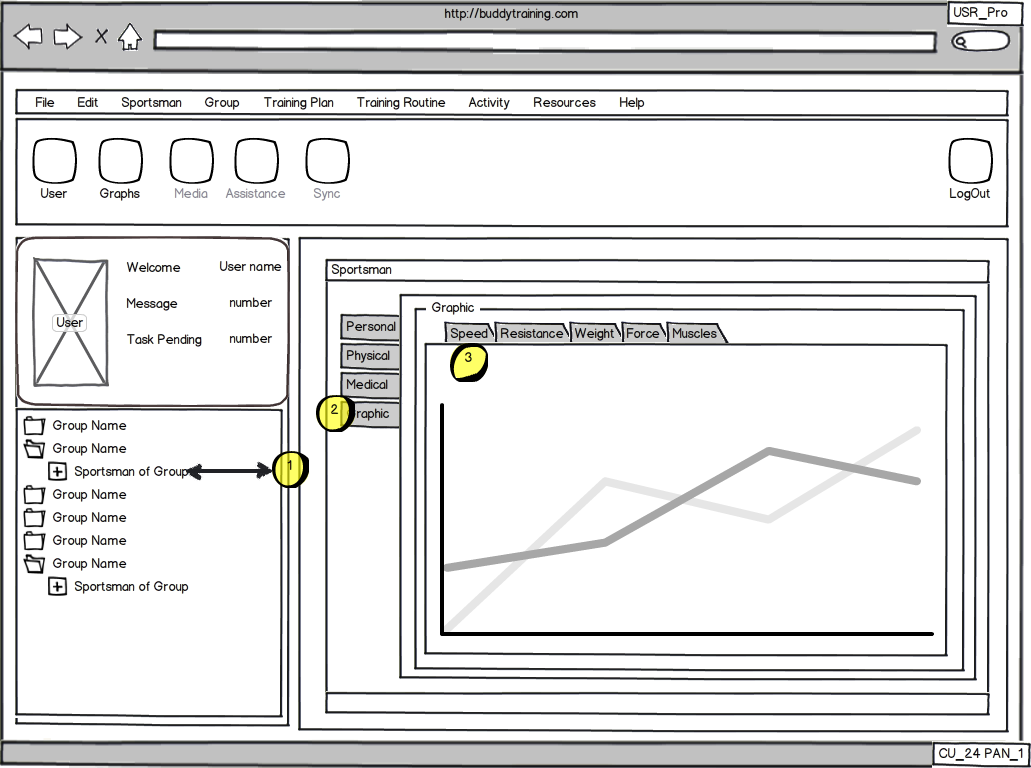 http://buddytraining.com
USR_Pro
File Edit Sportsman Group Training Plan Training Routine Activity Resources Help
User Graphs Media Assistance Sync LogOut
Welcome User name
Message number
Task Pending number
User
Group Name
Group Name
Sportsman of Group
1
Group Name
Group Name
Group Name
Group Name
Sportsman of Group
Sportsman
Personal
Physical
Medical
2 raphic
Graphic
Speed Resistance Weight Force Muscles
3
CU_24 PAN_1